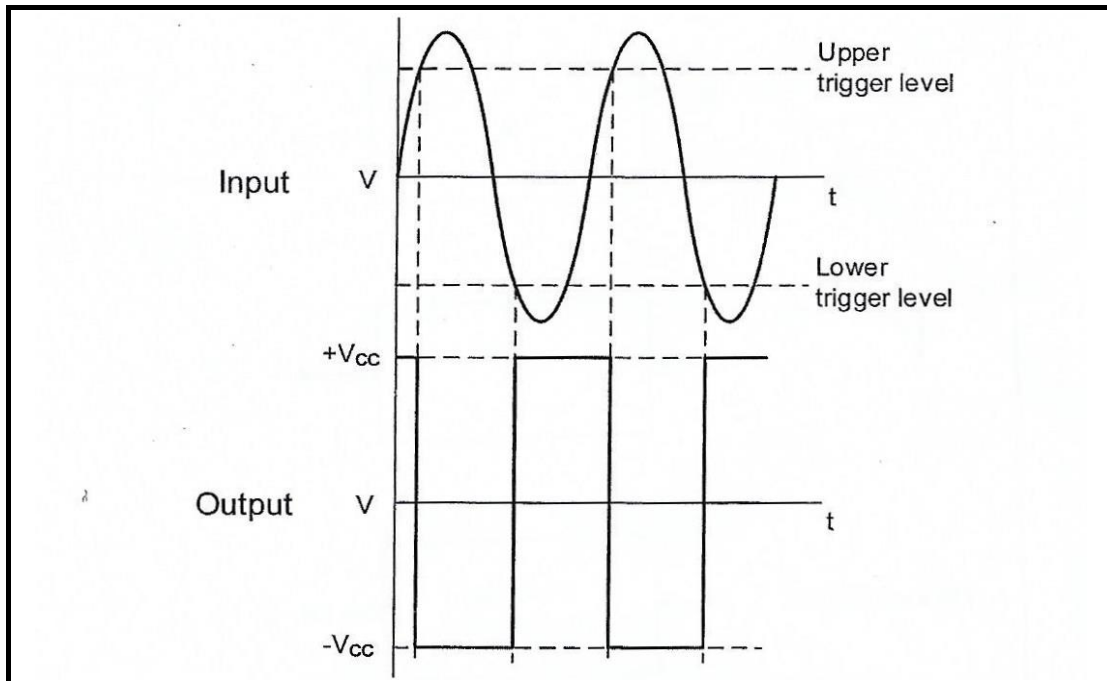 Upper
trigger level
Input
V
t
Lower
trigger level
+Vcc
Output
V
t
-Vcc